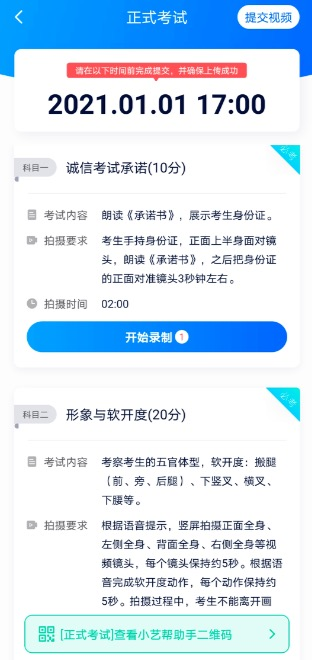 正式考试
提交视频
请在以下时间前完成提交，并确保上传成功
2021.01.01 17:00
必考
科目一
诚信考试承诺(10分)
考试内容
朗读《承诺书》，展示考生身份证。
拍摄要求
考生手持身份证，正面上半身面对镜
头，朗读《承诺书》，之后把身份证
的正面对准镜头3秒钟左右。
拍摄时间
02:00
开始录制 1
必考
科目二
形象与软开度(20分)
考试内容
考察考生的五官体型，软开度：搬腿
（前、旁、后腿）、下竖叉、横叉、
下腰等。
拍摄要求
根据语音提示，竖屏拍摄正面全身、
左侧全身、背面全身、右侧全身等视
频镜头，每个镜头保持约5秒。根据语
音完成软开度动作，每个动作保持约
5秒。拍摄过程中，考生不能离开画
[正式考试]查看小艺帮助手二维码